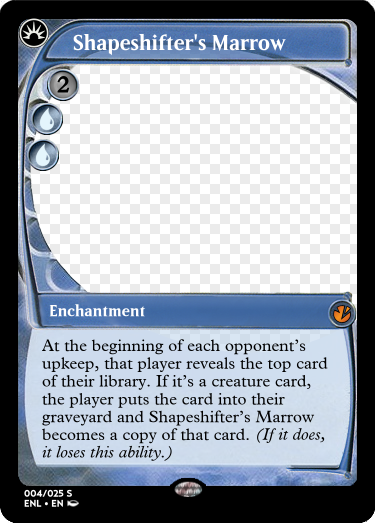 Shapeshifter's Marrow
2
Enchantment
At the beginning of each opponent's
upkeep, that player reveals the top card
of their library. If it's a creature card,
the player puts the card into their
graveyard and Shapeshifter's Marrow
becomes a copy of that card. (If it does,
it loses this ability.)
004/025 S
ENL • EN